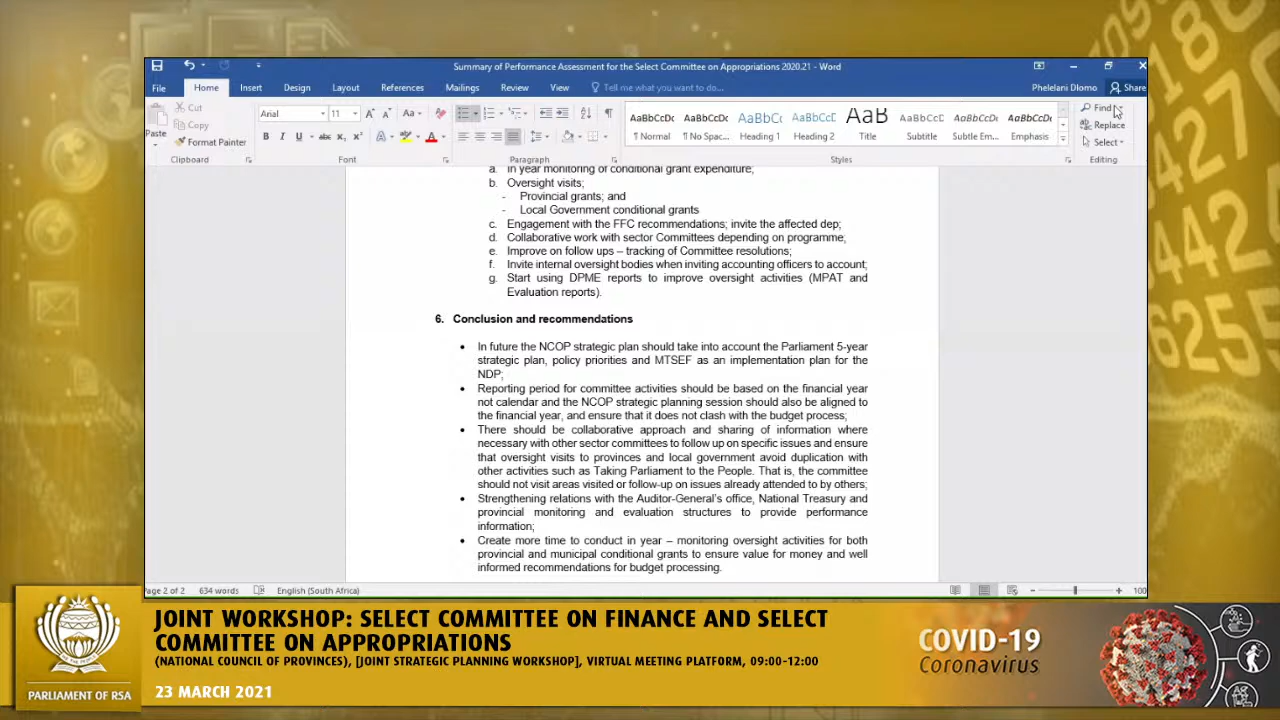 Summary of Performance Assessment for the Select Committee on Appropriations 2020.21 - Word
File Home Insert Design Layout References Mailings Review View Tell me what you want to do... Phelelani Dlomo Share
Paste
Cut
Copy
Format Painter
Clipboard
Arial 11
Aa
B I U abc X₂ X²
Font
Paragraph
AaBbCcDc AaBbCcDc AaBbCc AaBbCc AaB AaBbCcD AaBbCcDc AaBbCcDc
¶ Normal ¶ No Spac... Heading 1 Heading 2 Title Subtitle Subtle Em... Emphasis
Styles
Find
Replace
Select
Editing
a. In year monitoring of conditional grant expenditure;
b. Oversight visits;
- Provincial grants; and
- Local Government conditional grants
c. Engagement with the FFC recommendations; invite the affected dep;
d. Collaborative work with sector Committees depending on programme;
e. Improve on follow ups – tracking of Committee resolutions;
f. Invite internal oversight bodies when inviting accounting officers to account;
g. Start using DPME reports to improve oversight activities (MPAT and
Evaluation reports).
6. Conclusion and recommendations
• In future the NCOP strategic plan should take into account the Parliament 5-year
strategic plan, policy priorities and MTSEF as an implementation plan for the
NDP;
• Reporting period for committee activities should be based on the financial year
not calendar and the NCOP strategic planning session should also be aligned to
the financial year, and ensure that it does not clash with the budget process;
• There should be collaborative approach and sharing of information where
necessary with other sector committees to follow up on specific issues and ensure
that oversight visits to provinces and local government avoid duplication with
other activities such as Taking Parliament to the People. That is, the committee
should not visit areas visited or follow-up on issues already attended to by others;
• Strengthening relations with the Auditor-General's office, National Treasury and
provincial monitoring and evaluation structures to provide performance
information;
• Create more time to conduct in year – monitoring oversight activities for both
provincial and municipal conditional grants to ensure value for money and well
informed recommendations for budget processing.
Page 2 of 2 634 words English (South Africa) 100
JOINT WORKSHOP: SELECT COMMITTEE ON FINANCE AND SELECT
COMMITTEE ON APPROPRIATIONS
(NATIONAL COUNCIL OF PROVINCES), [JOINT STRATEGIC PLANNING WORKSHOP], VIRTUAL MEETING PLATFORM, 09:00-12:00
23 MARCH 2021
PARLIAMENT OF RSA
COVID-19
Coronavirus